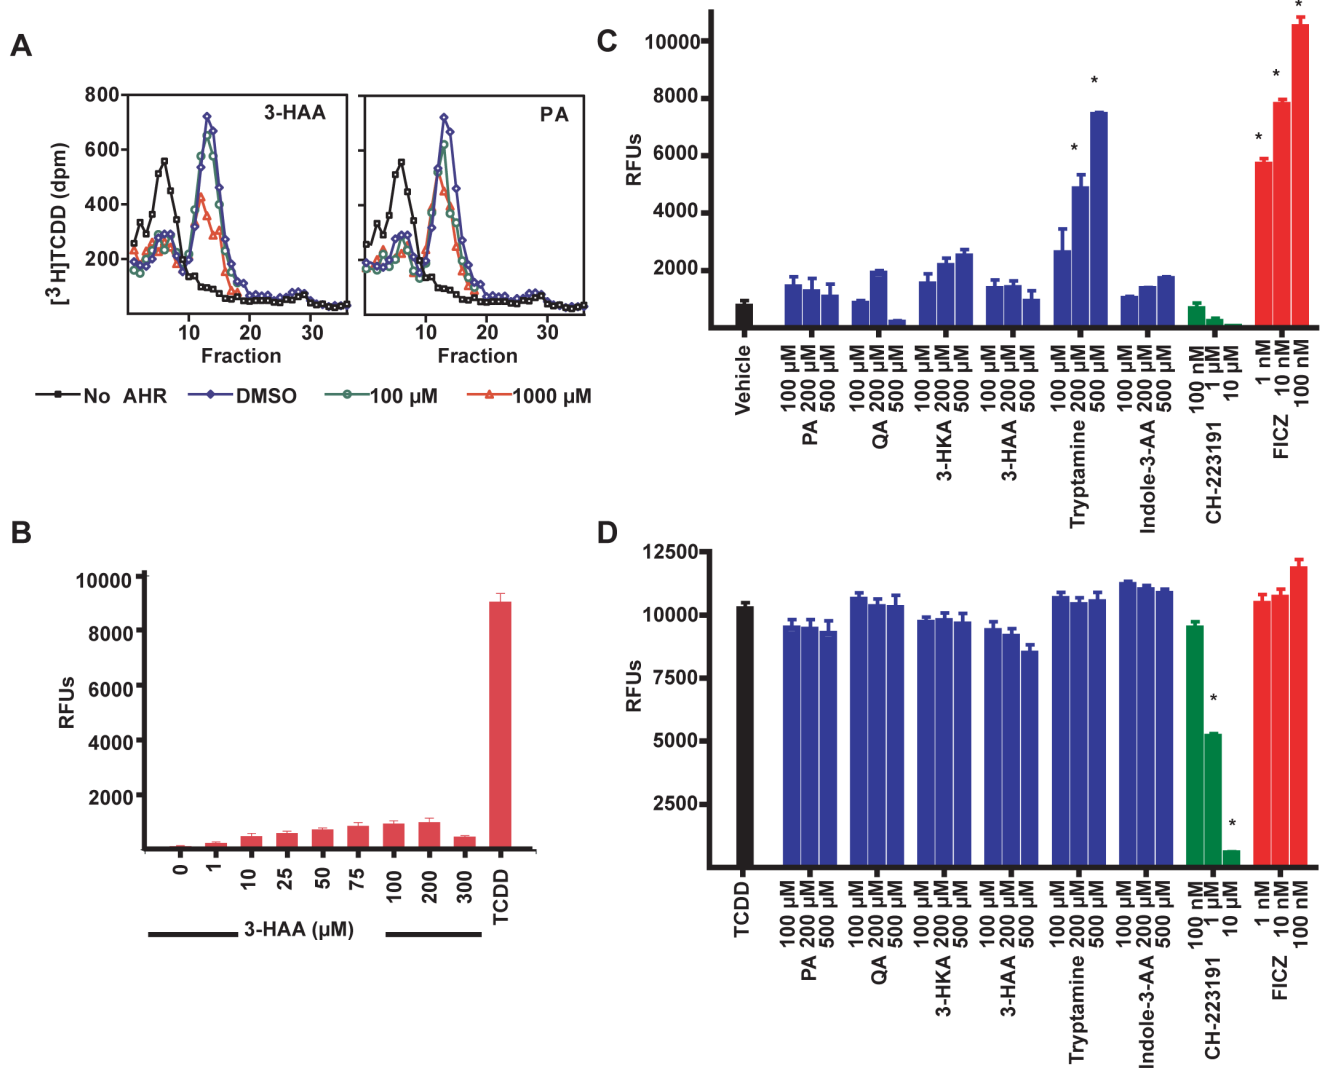 A
[3 H]TCDD (dpm)
800
600
400
200
3-HAA
PA
10
20
30
10
20
30
Fraction
Fraction
No AHR
DMSO
100 µM
1000 µM
B
RFUs
10000
8000
6000
4000
2000
0
1
10
25
50
75
100
200
300
TCDD
3-HAA (µM)
C
RFUs
10000
8000
6000
4000
2000
*
*
*
*
*
Vehicle
100 µM
200 µM
500 µM
PA
100 µM
200 µM
500 µM
QA
100 µM
200 µM
500 µM
3-HKA
100 µM
200 µM
500 µM
3-HAA
100 µM
200 µM
500 µM
Tryptamine
100 µM
200 µM
500 µM
Indole-3-AA
100 nM
1 µM
10 µM
CH-223191
1 nM
10 nM
100 nM
FICZ
D
RFUs
12500
10000
7500
5000
2500
*
*
TCDD
100 µM
200 µM
500 µM
PA
100 µM
200 µM
500 µM
QA
100 µM
200 µM
500 µM
3-HKA
100 µM
200 µM
500 µM
3-HAA
100 µM
200 µM
500 µM
Tryptamine
100 µM
200 µM
500 µM
Indole-3-AA
100 nM
1 µM
10 µM
CH-223191
1 nM
10 nM
100 nM
FICZ